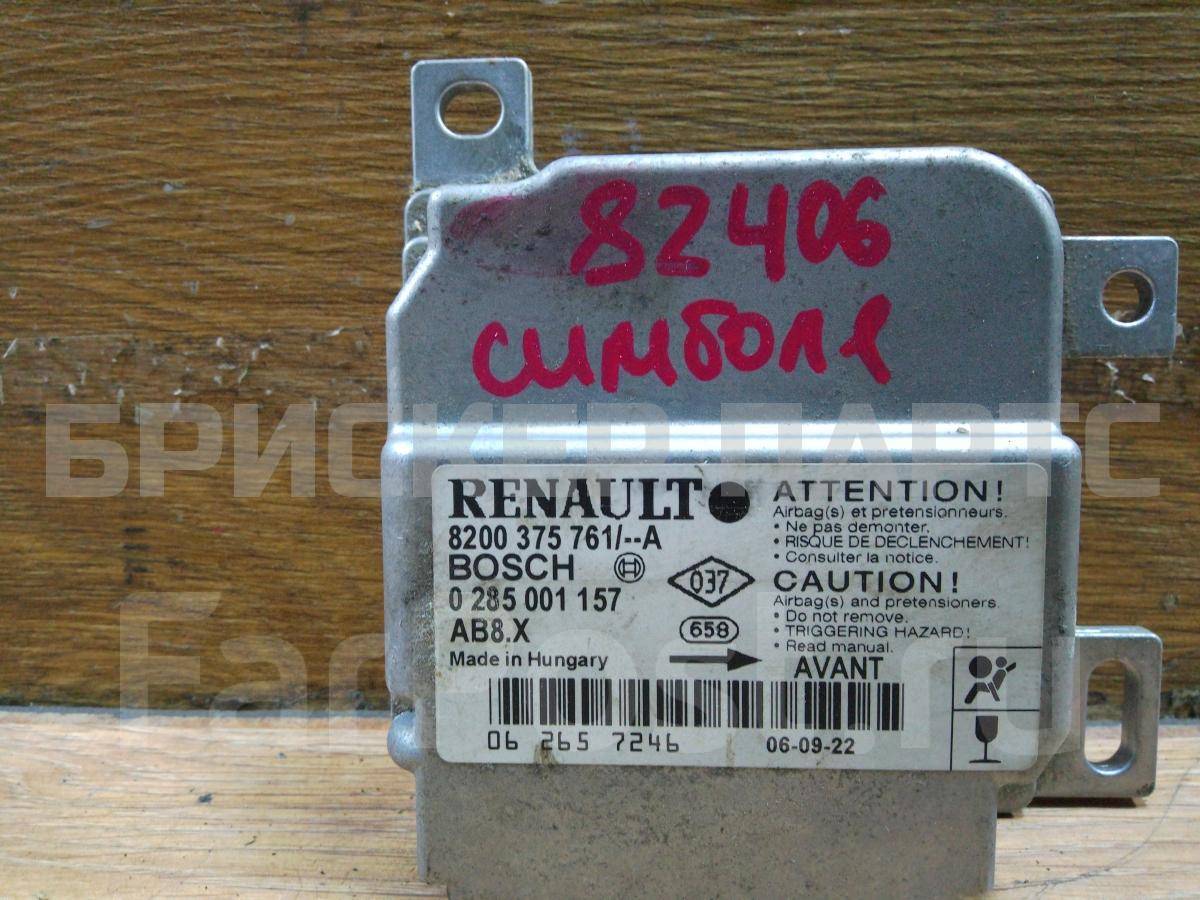 82406
симбол
БРИСКЕР ПАРТС
RENAULT
8200 375 761/--A
BOSCH
0 285 001 157
AB8.X
Made in Hungary
037
658
ATTENTION!
Airbag(s) et pretensionneurs.
• Ne pas demonter.
• RISQUE DE DECLENCHEMENT!
• Consulter la notice.
CAUTION!
Airbag(s) and pretensioners.
• Do not remove.
• TRIGGERING HAZARD!
• Read manual.
AVANT
06 265 7246
06-09-22